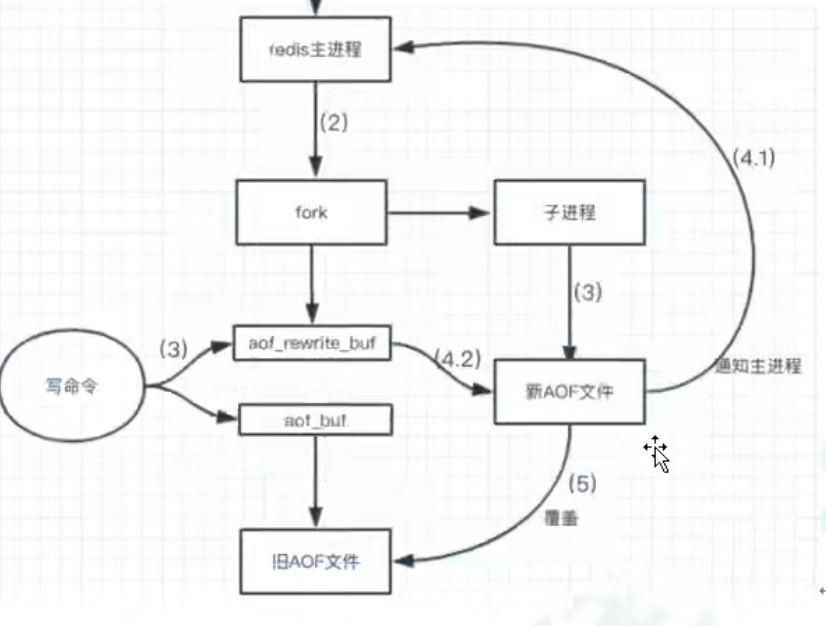 redis主进程
(2)
(4.1)
fork
子进程
(3)
(3)
aof_rewrite_buf
(4.2)
通知主进程
写命令
新AOF文件
aof_buf
(5)
覆盖
旧AOF文件